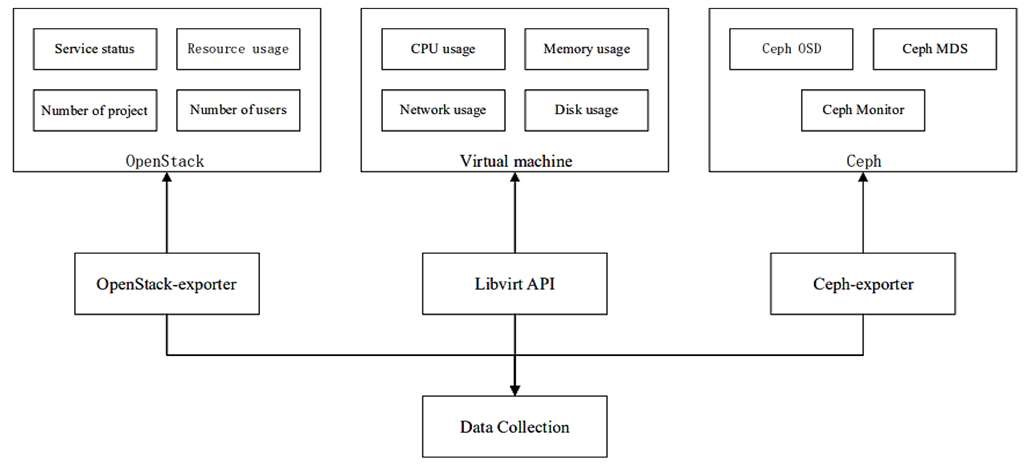 Service status
Resource usage
Number of project
Number of users
OpenStack
CPU usage
Memory usage
Network usage
Disk usage
Virtual machine
Ceph OSD
Ceph MDS
Ceph Monitor
Ceph
OpenStack-exporter
Libvirt API
Ceph-exporter
Data Collection